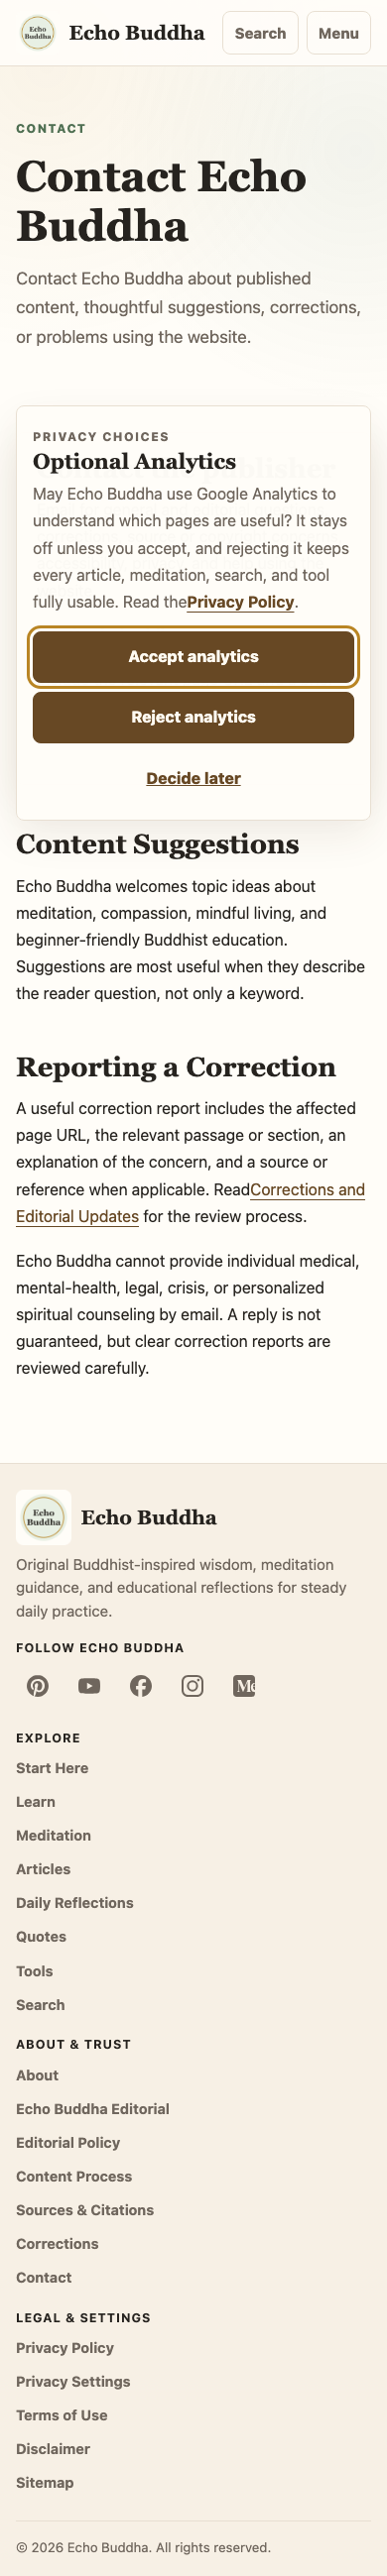 Echo Buddha
Echo Buddha
Search
Menu
CONTACT
Contact Echo
Buddha
Contact Echo Buddha about published
content, thoughtful suggestions, corrections,
or problems using the website.
PRIVACY CHOICES
Optional Analytics
May Echo Buddha use Google Analytics to
understand which pages are useful? It stays
off unless you accept, and rejecting it keeps
every article, meditation, search, and tool
fully usable. Read thePrivacy Policy.
Accept analytics
Reject analytics
Decide later
Content Suggestions
Echo Buddha welcomes topic ideas about
meditation, compassion, mindful living, and
beginner-friendly Buddhist education.
Suggestions are most useful when they describe
the reader question, not only a keyword.
Reporting a Correction
A useful correction report includes the affected
page URL, the relevant passage or section, an
explanation of the concern, and a source or
reference when applicable. ReadCorrections and
Editorial Updates for the review process.
Echo Buddha cannot provide individual medical,
mental-health, legal, crisis, or personalized
spiritual counseling by email. A reply is not
guaranteed, but clear correction reports are
reviewed carefully.
Echo Buddha
Echo Buddha
Original Buddhist-inspired wisdom, meditation
guidance, and educational reflections for steady
daily practice.
FOLLOW ECHO BUDDHA
EXPLORE
Start Here
Learn
Meditation
Articles
Daily Reflections
Quotes
Tools
Search
ABOUT & TRUST
About
Echo Buddha Editorial
Editorial Policy
Content Process
Sources & Citations
Corrections
Contact
LEGAL & SETTINGS
Privacy Policy
Privacy Settings
Terms of Use
Disclaimer
Sitemap
© 2026 Echo Buddha. All rights reserved.